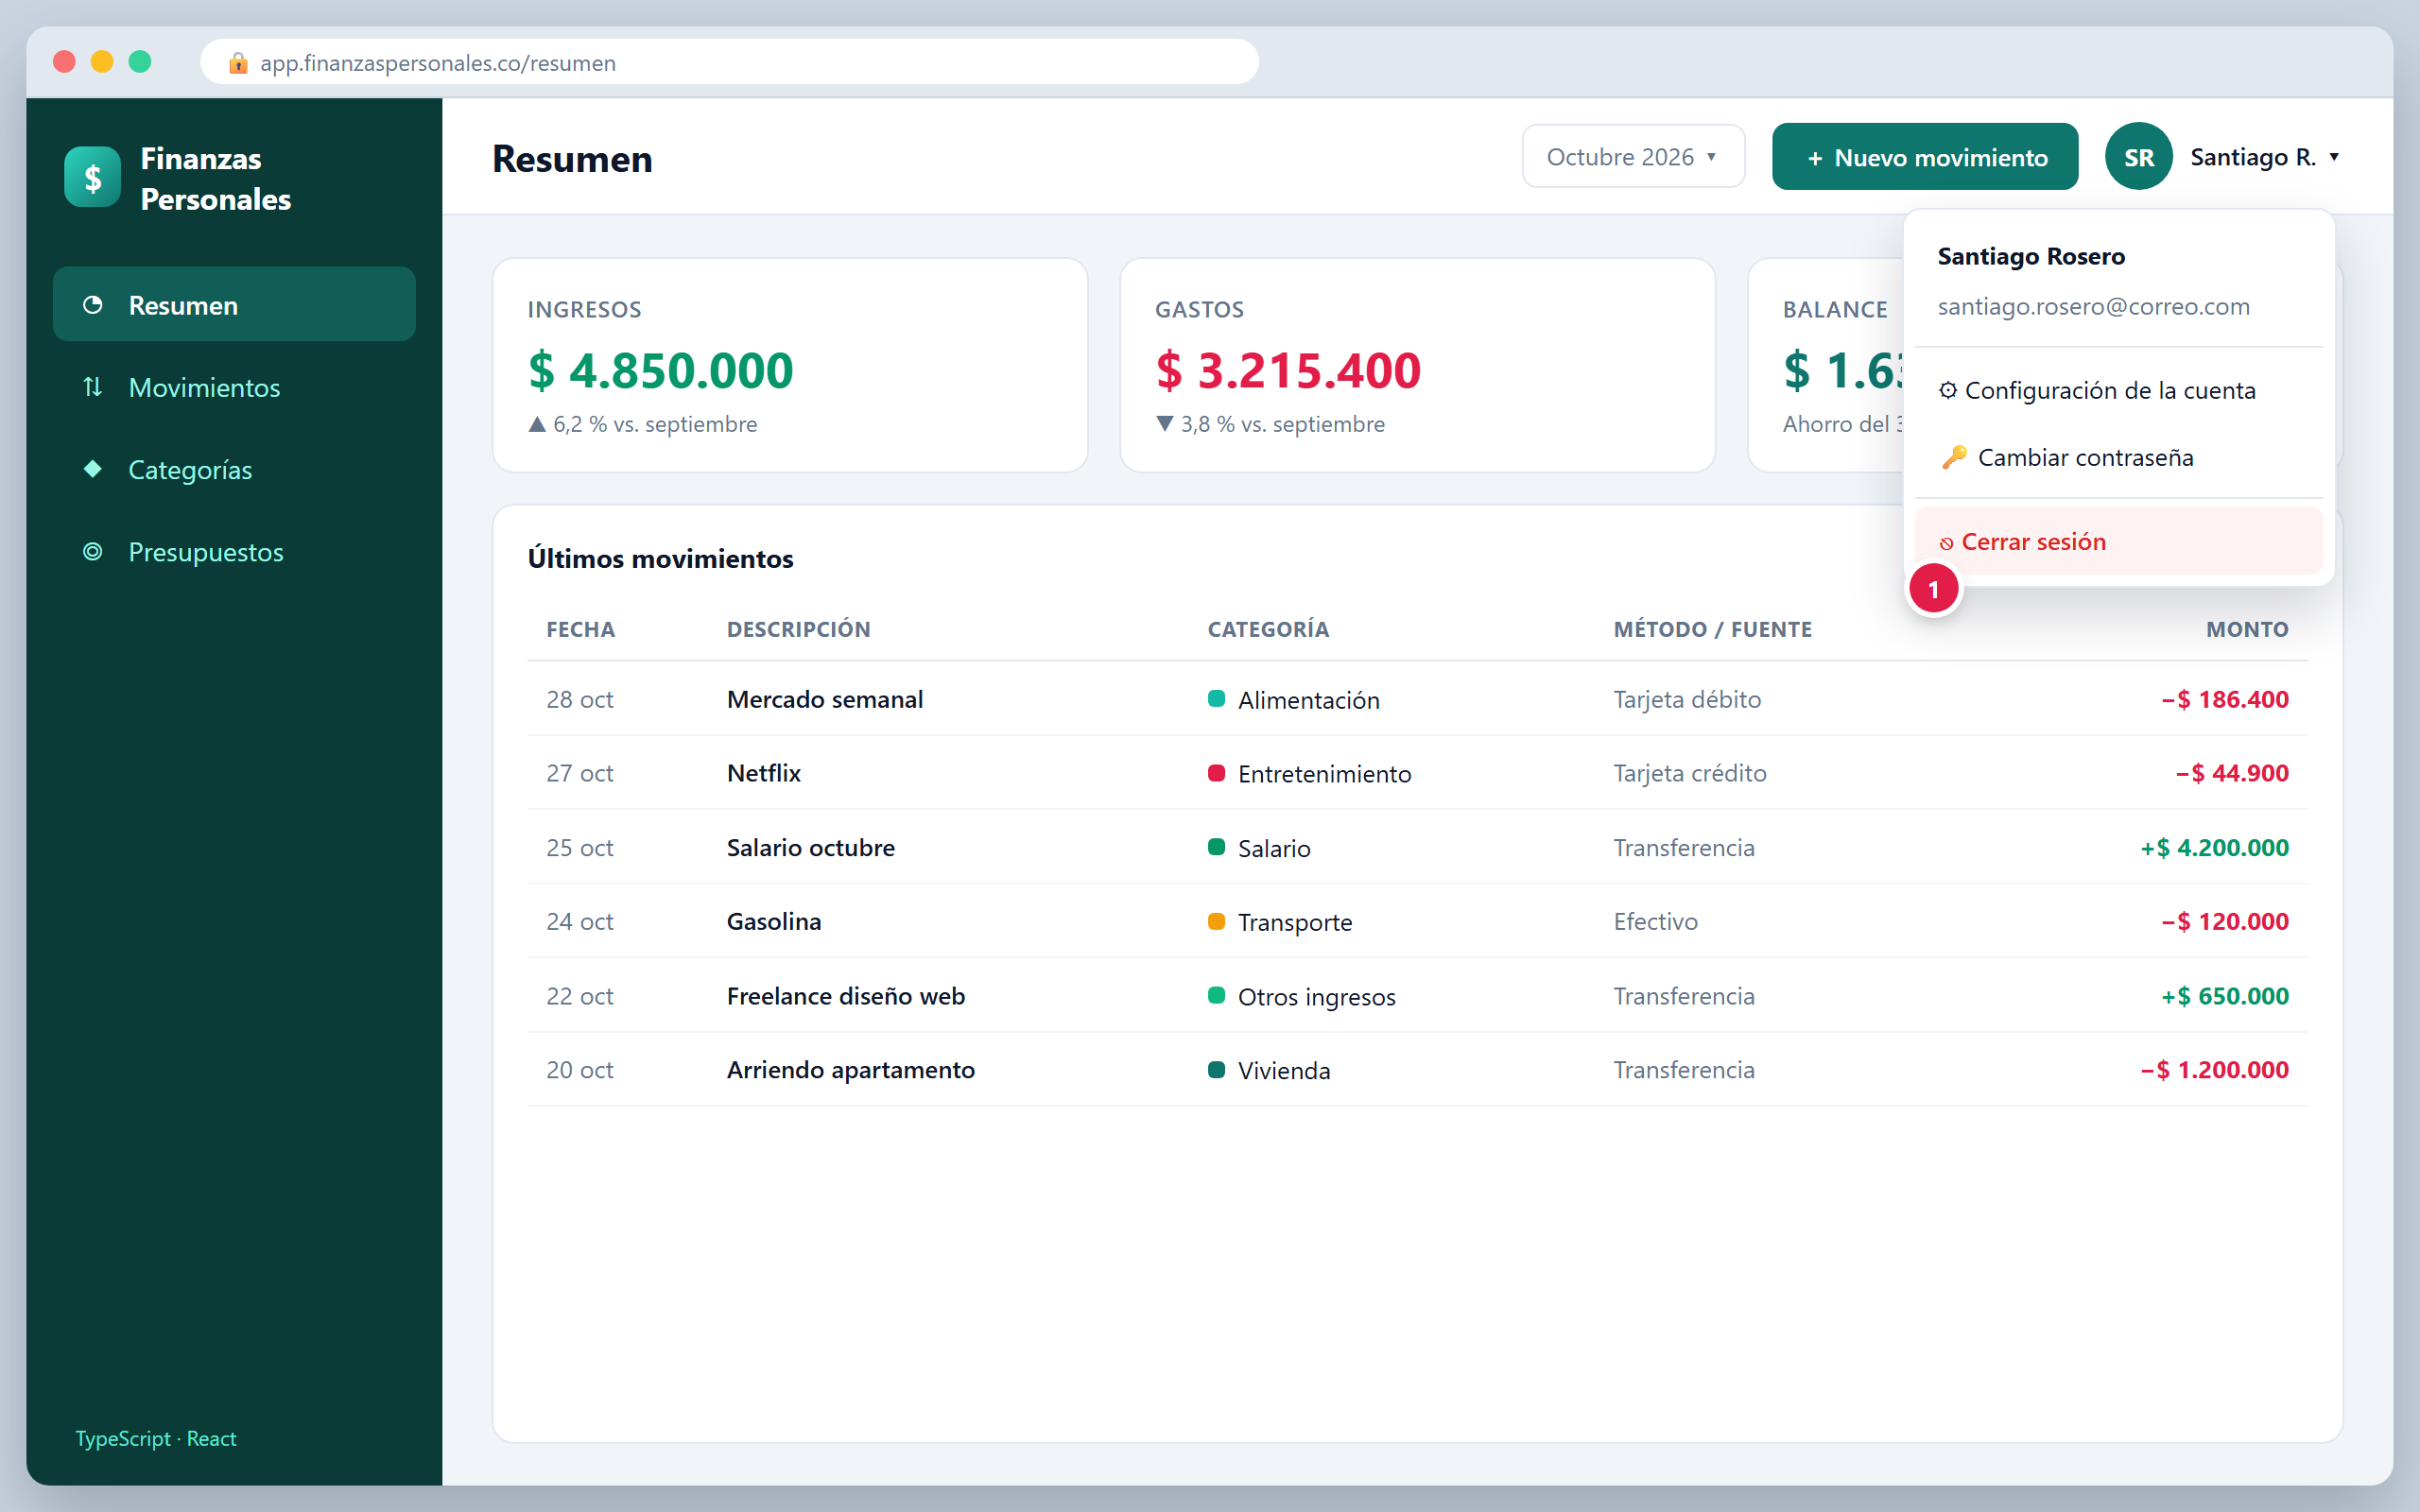 app.finanzaspersonales.co/resumen
$ Finanzas
Personales
Resumen
Movimientos
Categorías
Presupuestos
TypeScript · React
Resumen
Octubre 2026 ▾
+ Nuevo movimiento
SR
Santiago R. ▾
Santiago Rosero
santiago.rosero@correo.com
Configuración de la cuenta
Cambiar contraseña
Cerrar sesión
1
INGRESOS
$ 4.850.000
▲ 6,2 % vs. septiembre
GASTOS
$ 3.215.400
▼ 3,8 % vs. septiembre
BALANCE
$ 1.6
Ahorro del
Últimos movimientos
FECHA DESCRIPCIÓN CATEGORÍA MÉTODO / FUENTE MONTO
28 oct Mercado semanal Alimentación Tarjeta débito −$ 186.400
27 oct Netflix Entretenimiento Tarjeta crédito −$ 44.900
25 oct Salario octubre Salario Transferencia +$ 4.200.000
24 oct Gasolina Transporte Efectivo −$ 120.000
22 oct Freelance diseño web Otros ingresos Transferencia +$ 650.000
20 oct Arriendo apartamento Vivienda Transferencia −$ 1.200.000